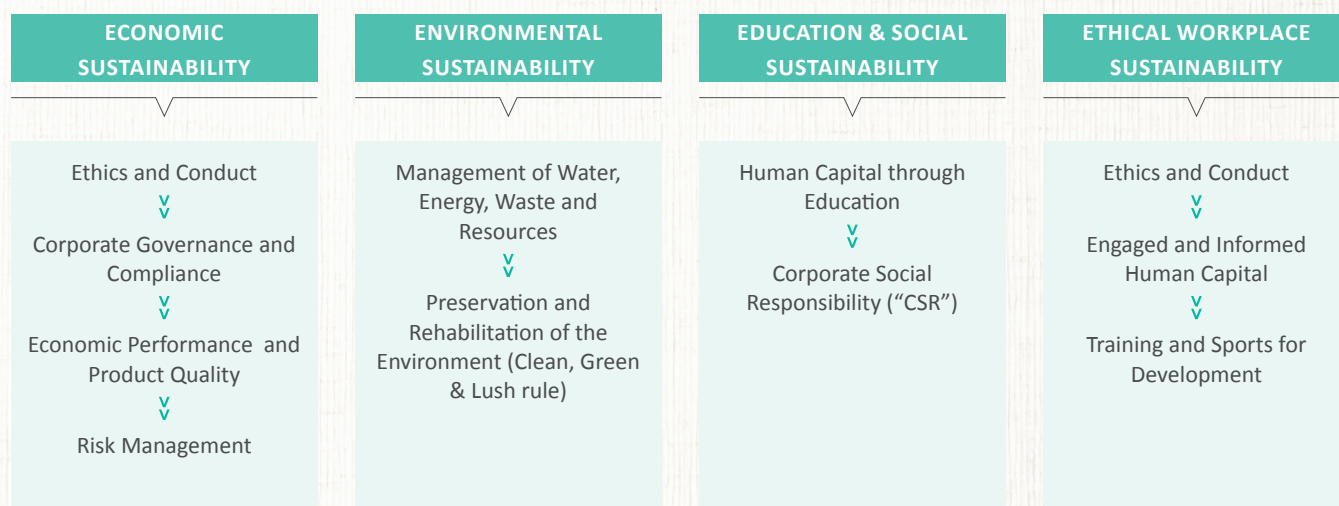 ECONOMIC
SUSTAINABILITY
Ethics and Conduct
Corporate Governance and
Compliance
Economic Performance and
Product Quality
Risk Management
ENVIRONMENTAL
SUSTAINABILITY
Management of Water,
Energy, Waste and
Resources
Preservation and
Rehabilitation of the
Environment (Clean, Green
& Lush rule)
EDUCATION & SOCIAL
SUSTAINABILITY
Human Capital through
Education
Corporate Social
Responsibility (“CSR”)
ETHICAL WORKPLACE
SUSTAINABILITY
Ethics and Conduct
Engaged and Informed
Human Capital
Training and Sports for
Development